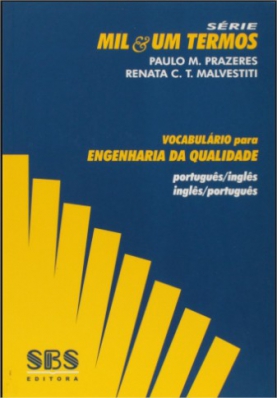 SÉRIE
MIL & UM TERMOS
PAULO M. PRAZERES
RENATA C. T. MALVESTITI
VOCABULÁRIO para
ENGENHARIA DA QUALIDADE
português/inglês
inglês/português
SBS
EDITORA